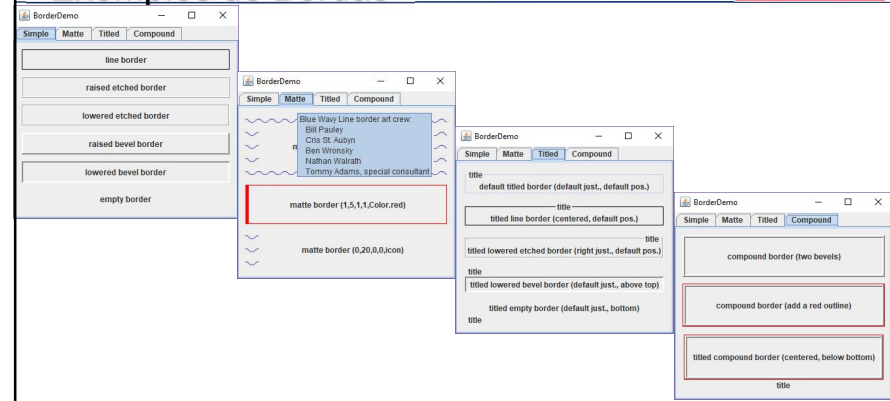 BorderDemo
Simple Matte Titled Compound
line border
raised etched border
lowered etched border
raised bevel border
lowered bevel border
empty border
BorderDemo
Simple Matte Titled Compound
Blue Wavy Line border art crew:
Bill Pauley
Cris St. Aubyn
Ben Wronsky
Nathan Walrath
Tommy Adams, special consultant
matte border (1,5,1,1,Color.red)
matte border (0,20,0,0,icon)
BorderDemo
Simple Matte Titled Compound
title
default titled border (default just., default pos.)
title
titled line border (centered, default pos.)
title
titled lowered etched border (right just., default pos.)
title
titled lowered bevel border (default just., above top)
titled empty border (default just., bottom)
title
BorderDemo
Simple Matte Titled Compound
compound border (two bevels)
compound border (add a red outline)
titled compound border (centered, below bottom)
title